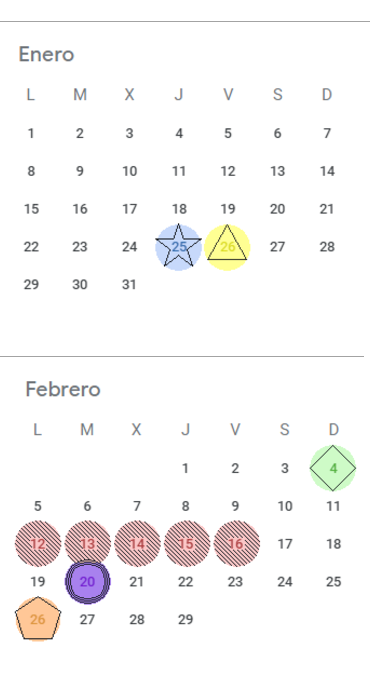 Enero
L M X J V S D
1 2 3 4 5 6 7
8 9 10 11 12 13 14
15 16 17 18 19 20 21
22 23 24 25 26 27 28
29 30 31
Febrero
L M X J V S D
1 2 3 4
5 6 7 8 9 10 11
12 13 14 15 16 17 18
19 20 21 22 23 24 25
26 27 28 29